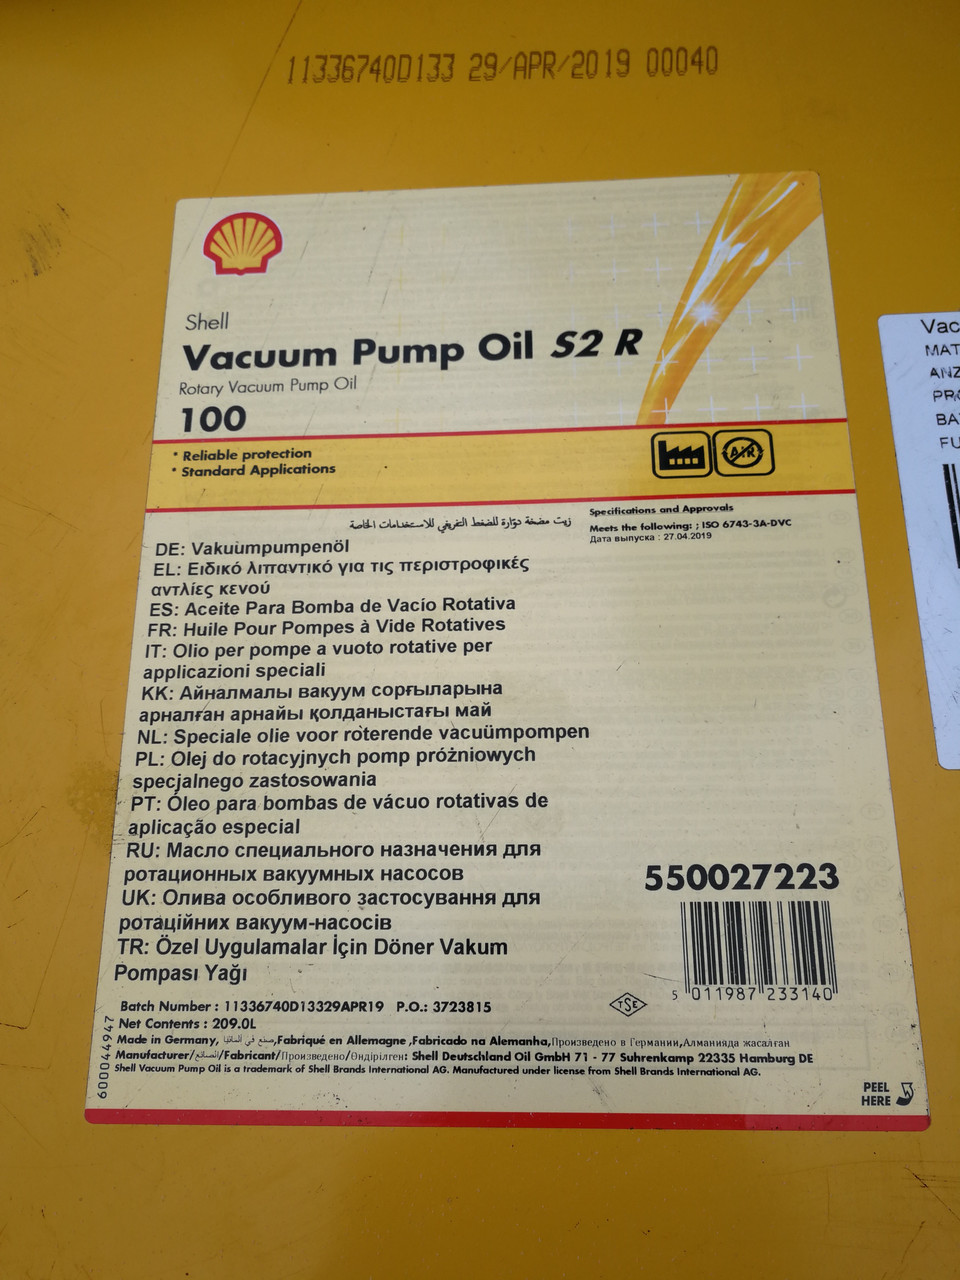 11336740D133 29/APR/2019 00040
Shell
Vacuum Pump Oil S2 R
Rotary Vacuum Pump Oil
100
* Reliable protection
* Standard Applications
AIR
زيت مضخة دوّارة للضغط التفريغي للاستخدامات الخاصة
Specifications and Approvals
Meets the following: ; ISO 6743-3A-DVC
Дата выпуска : 27.04.2019
DE: Vakuumpumpenöl
EL: Ειδικό λιπαντικό για τις περιστροφικές
αντλίες κενού
ES: Aceite Para Bomba de Vacío Rotativa
FR: Huile Pour Pompes à Vide Rotatives
IT: Olio per pompe a vuoto rotative per
applicazioni speciali
KK: Айналмалы вакуум сорғыларына
арналған арнайы қолданыстағы май
NL: Speciale olie voor roterende vacuümpompen
PL: Olej do rotacyjnych pomp próżniowych
specjalnego zastosowania
PT: Óleo para bombas de vácuo rotativas de
aplicação especial
RU: Масло специального назначения для
ротационных вакуумных насосов
UK: Олива особливого застосування для
ротаційних вакуум-насосів
TR: Özel Uygulamalar İçin Döner Vakum
Pompası Yağı
550027223
5 011987 233140
TSE
Batch Number : 11336740D13329APR19 P.O.: 3723815
Net Contents : 209.0L
Made in Germany, صنع في ألمانيا,Fabriqué en Allemagne ,Fabricado na Alemanha,Произведено в Германии,Алманияда жасалған
Manufacturer/الصانع/Fabricant/Произведено/Өндірілген: Shell Deutschland Oil GmbH 71 - 77 Suhrenkamp 22335 Hamburg DE
Shell Vacuum Pump Oil is a trademark of Shell Brands International AG. Manufactured under license from Shell Brands International AG.
600044947
PEEL
HERE
Vac
MAT
ANZ
PRO
BA
FU